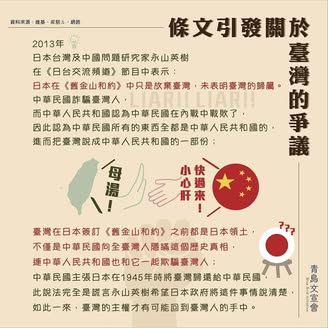 資料來源：維基、威朋ㄦ、網路
條文引發關於臺灣的爭議
2013年
日本台灣及中國問題研究家永山英樹
在《日台交流頻道》節目中表示：
日本在《舊金山和約》中只是放棄臺灣，未表明臺灣的歸屬。
中華民國詐騙臺灣人，
而中華人民共和國認為中華民國在內戰中戰敗了，
因此認為中華民國所有的東西全都是中華人民共和國的，
進而把臺灣說成中華人民共和國的一部份；
LIAR!! LIAR!!
母湯！
快過來！
小心肝
???
臺灣在日本簽訂《舊金山和約》之前都是日本領土，
不僅是中華民國向全臺灣人隱瞞這個歷史真相，
連中華人民共和國也和它一起欺騙臺灣人；
中華民國主張日本在1945年時將臺灣歸還給中華民國，
此說法完全是謊言永山英樹希望日本政府將這件事情說清楚，
如此一來，臺灣的主權才有可能回到臺灣人的手中。
青鳥文宣會